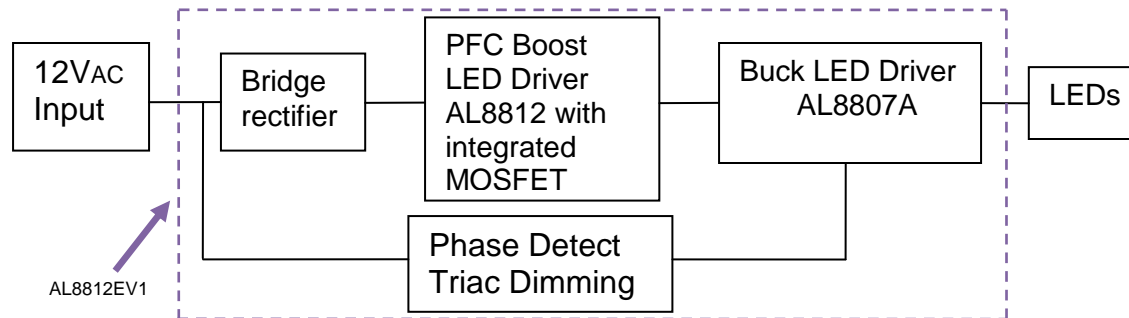 12VAC
Input
Bridge
rectifier
PFC Boost
LED Driver
AL8812 with
integrated
MOSFET
Buck LED Driver
AL8807A
LEDs
Phase Detect
Triac Dimming
AL8812EV1